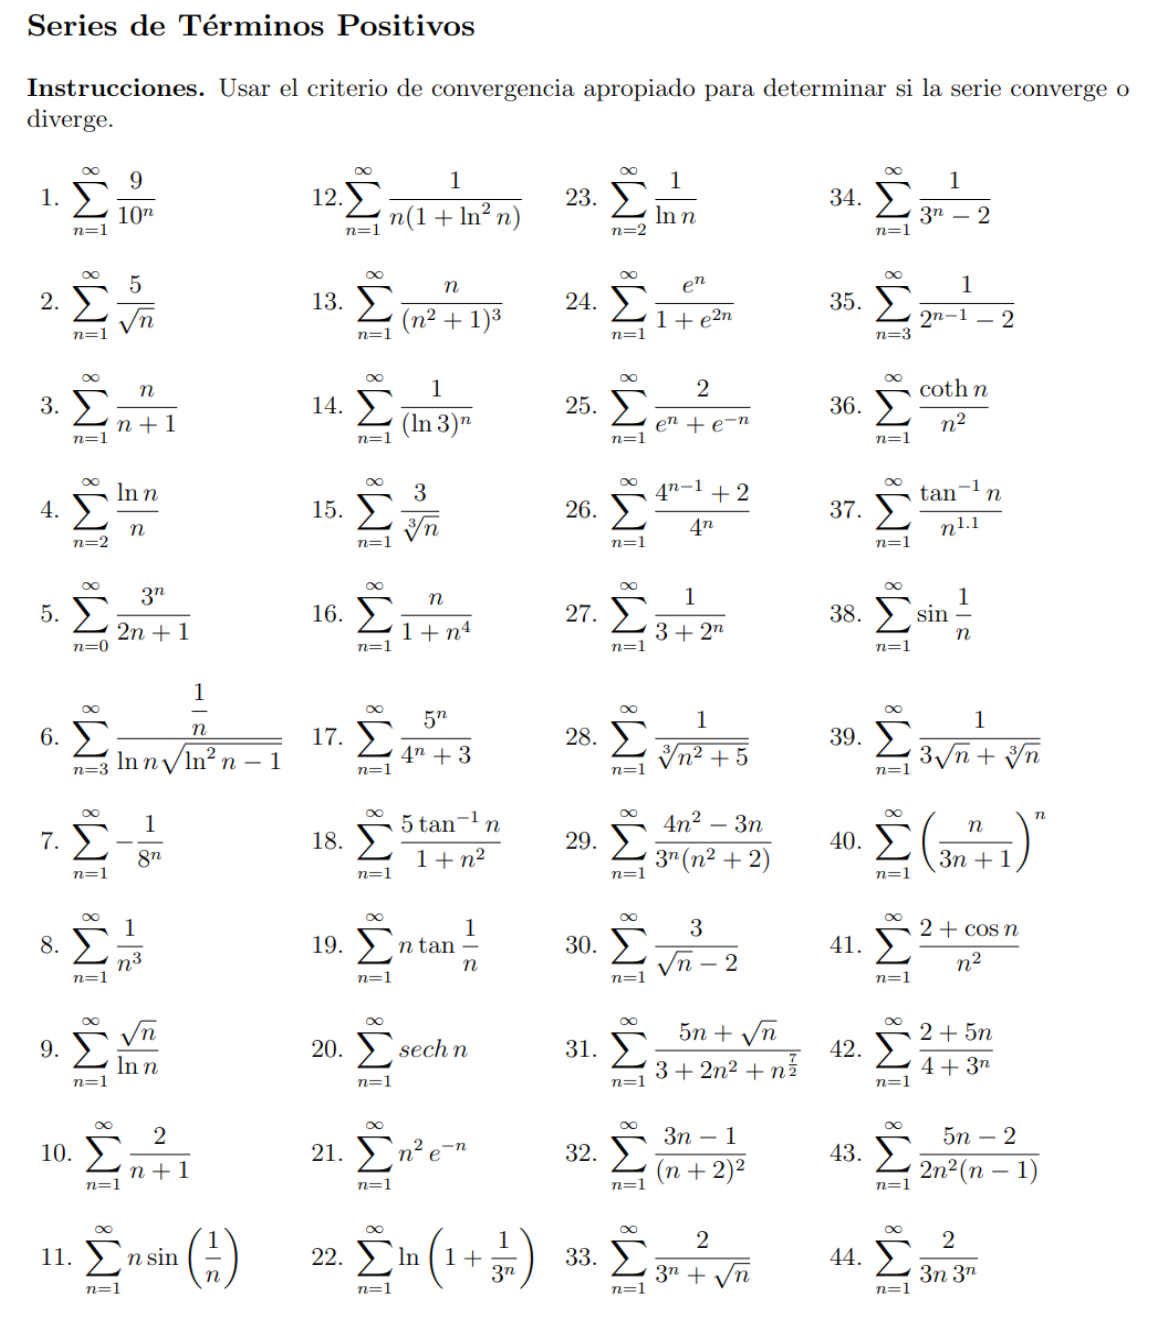 Series de Términos Positivos
Instrucciones. Usar el criterio de convergencia apropiado para determinar si la serie converge o
diverge.
1. $\sum_{n=1}^{\infty} \frac{9}{10^n}$
2. $\sum_{n=1}^{\infty} \frac{5}{\sqrt{n}}$
3. $\sum_{n=1}^{\infty} \frac{n}{n+1}$
4. $\sum_{n=2}^{\infty} \frac{\ln n}{n}$
5. $\sum_{n=0}^{\infty} \frac{3^n}{2n+1}$
6. $\sum_{n=3}^{\infty} \frac{\frac{1}{n}}{\ln n\sqrt{\ln^2 n-1}}$
7. $\sum_{n=1}^{\infty} -\frac{1}{8^n}$
8. $\sum_{n=1}^{\infty} \frac{1}{n^3}$
9. $\sum_{n=1}^{\infty} \frac{\sqrt{n}}{\ln n}$
10. $\sum_{n=1}^{\infty} \frac{2}{n+1}$
11. $\sum_{n=1}^{\infty} n \sin\left(\frac{1}{n}\right)$
12. $\sum_{n=1}^{\infty} \frac{1}{n(1+\ln^2 n)}$
13. $\sum_{n=1}^{\infty} \frac{n}{(n^2+1)^3}$
14. $\sum_{n=1}^{\infty} \frac{1}{(\ln 3)^n}$
15. $\sum_{n=1}^{\infty} \frac{3}{\sqrt[3]{n}}$
16. $\sum_{n=1}^{\infty} \frac{n}{1+n^4}$
17. $\sum_{n=1}^{\infty} \frac{5^n}{4^n+3}$
18. $\sum_{n=1}^{\infty} \frac{5\tan^{-1} n}{1+n^2}$
19. $\sum_{n=1}^{\infty} n \tan \frac{1}{n}$
20. $\sum_{n=1}^{\infty} sech\, n$
21. $\sum_{n=1}^{\infty} n^2 e^{-n}$
22. $\sum_{n=1}^{\infty} \ln\left(1+\frac{1}{3^n}\right)$
23. $\sum_{n=2}^{\infty} \frac{1}{\ln n}$
24. $\sum_{n=1}^{\infty} \frac{e^n}{1+e^{2n}}$
25. $\sum_{n=1}^{\infty} \frac{2}{e^n+e^{-n}}$
26. $\sum_{n=1}^{\infty} \frac{4^{n-1}+2}{4^n}$
27. $\sum_{n=1}^{\infty} \frac{1}{3+2^n}$
28. $\sum_{n=1}^{\infty} \frac{1}{\sqrt[3]{n^2+5}}$
29. $\sum_{n=1}^{\infty} \frac{4n^2-3n}{3^n(n^2+2)}$
30. $\sum_{n=1}^{\infty} \frac{3}{\sqrt{n}-2}$
31. $\sum_{n=1}^{\infty} \frac{5n+\sqrt{n}}{3+2n^2+n^{\frac{7}{2}}}$
32. $\sum_{n=1}^{\infty} \frac{3n-1}{(n+2)^2}$
33. $\sum_{n=1}^{\infty} \frac{2}{3^n+\sqrt{n}}$
34. $\sum_{n=1}^{\infty} \frac{1}{3^n-2}$
35. $\sum_{n=3}^{\infty} \frac{1}{2^{n-1}-2}$
36. $\sum_{n=1}^{\infty} \frac{\coth n}{n^2}$
37. $\sum_{n=1}^{\infty} \frac{\tan^{-1} n}{n^{1.1}}$
38. $\sum_{n=1}^{\infty} \sin \frac{1}{n}$
39. $\sum_{n=1}^{\infty} \frac{1}{3\sqrt{n}+\sqrt[3]{n}}$
40. $\sum_{n=1}^{\infty} \left(\frac{n}{3n+1}\right)^n$
41. $\sum_{n=1}^{\infty} \frac{2+\cos n}{n^2}$
42. $\sum_{n=1}^{\infty} \frac{2+5n}{4+3^n}$
43. $\sum_{n=1}^{\infty} \frac{5n-2}{2n^2(n-1)}$
44. $\sum_{n=1}^{\infty} \frac{2}{3n\,3^n}$